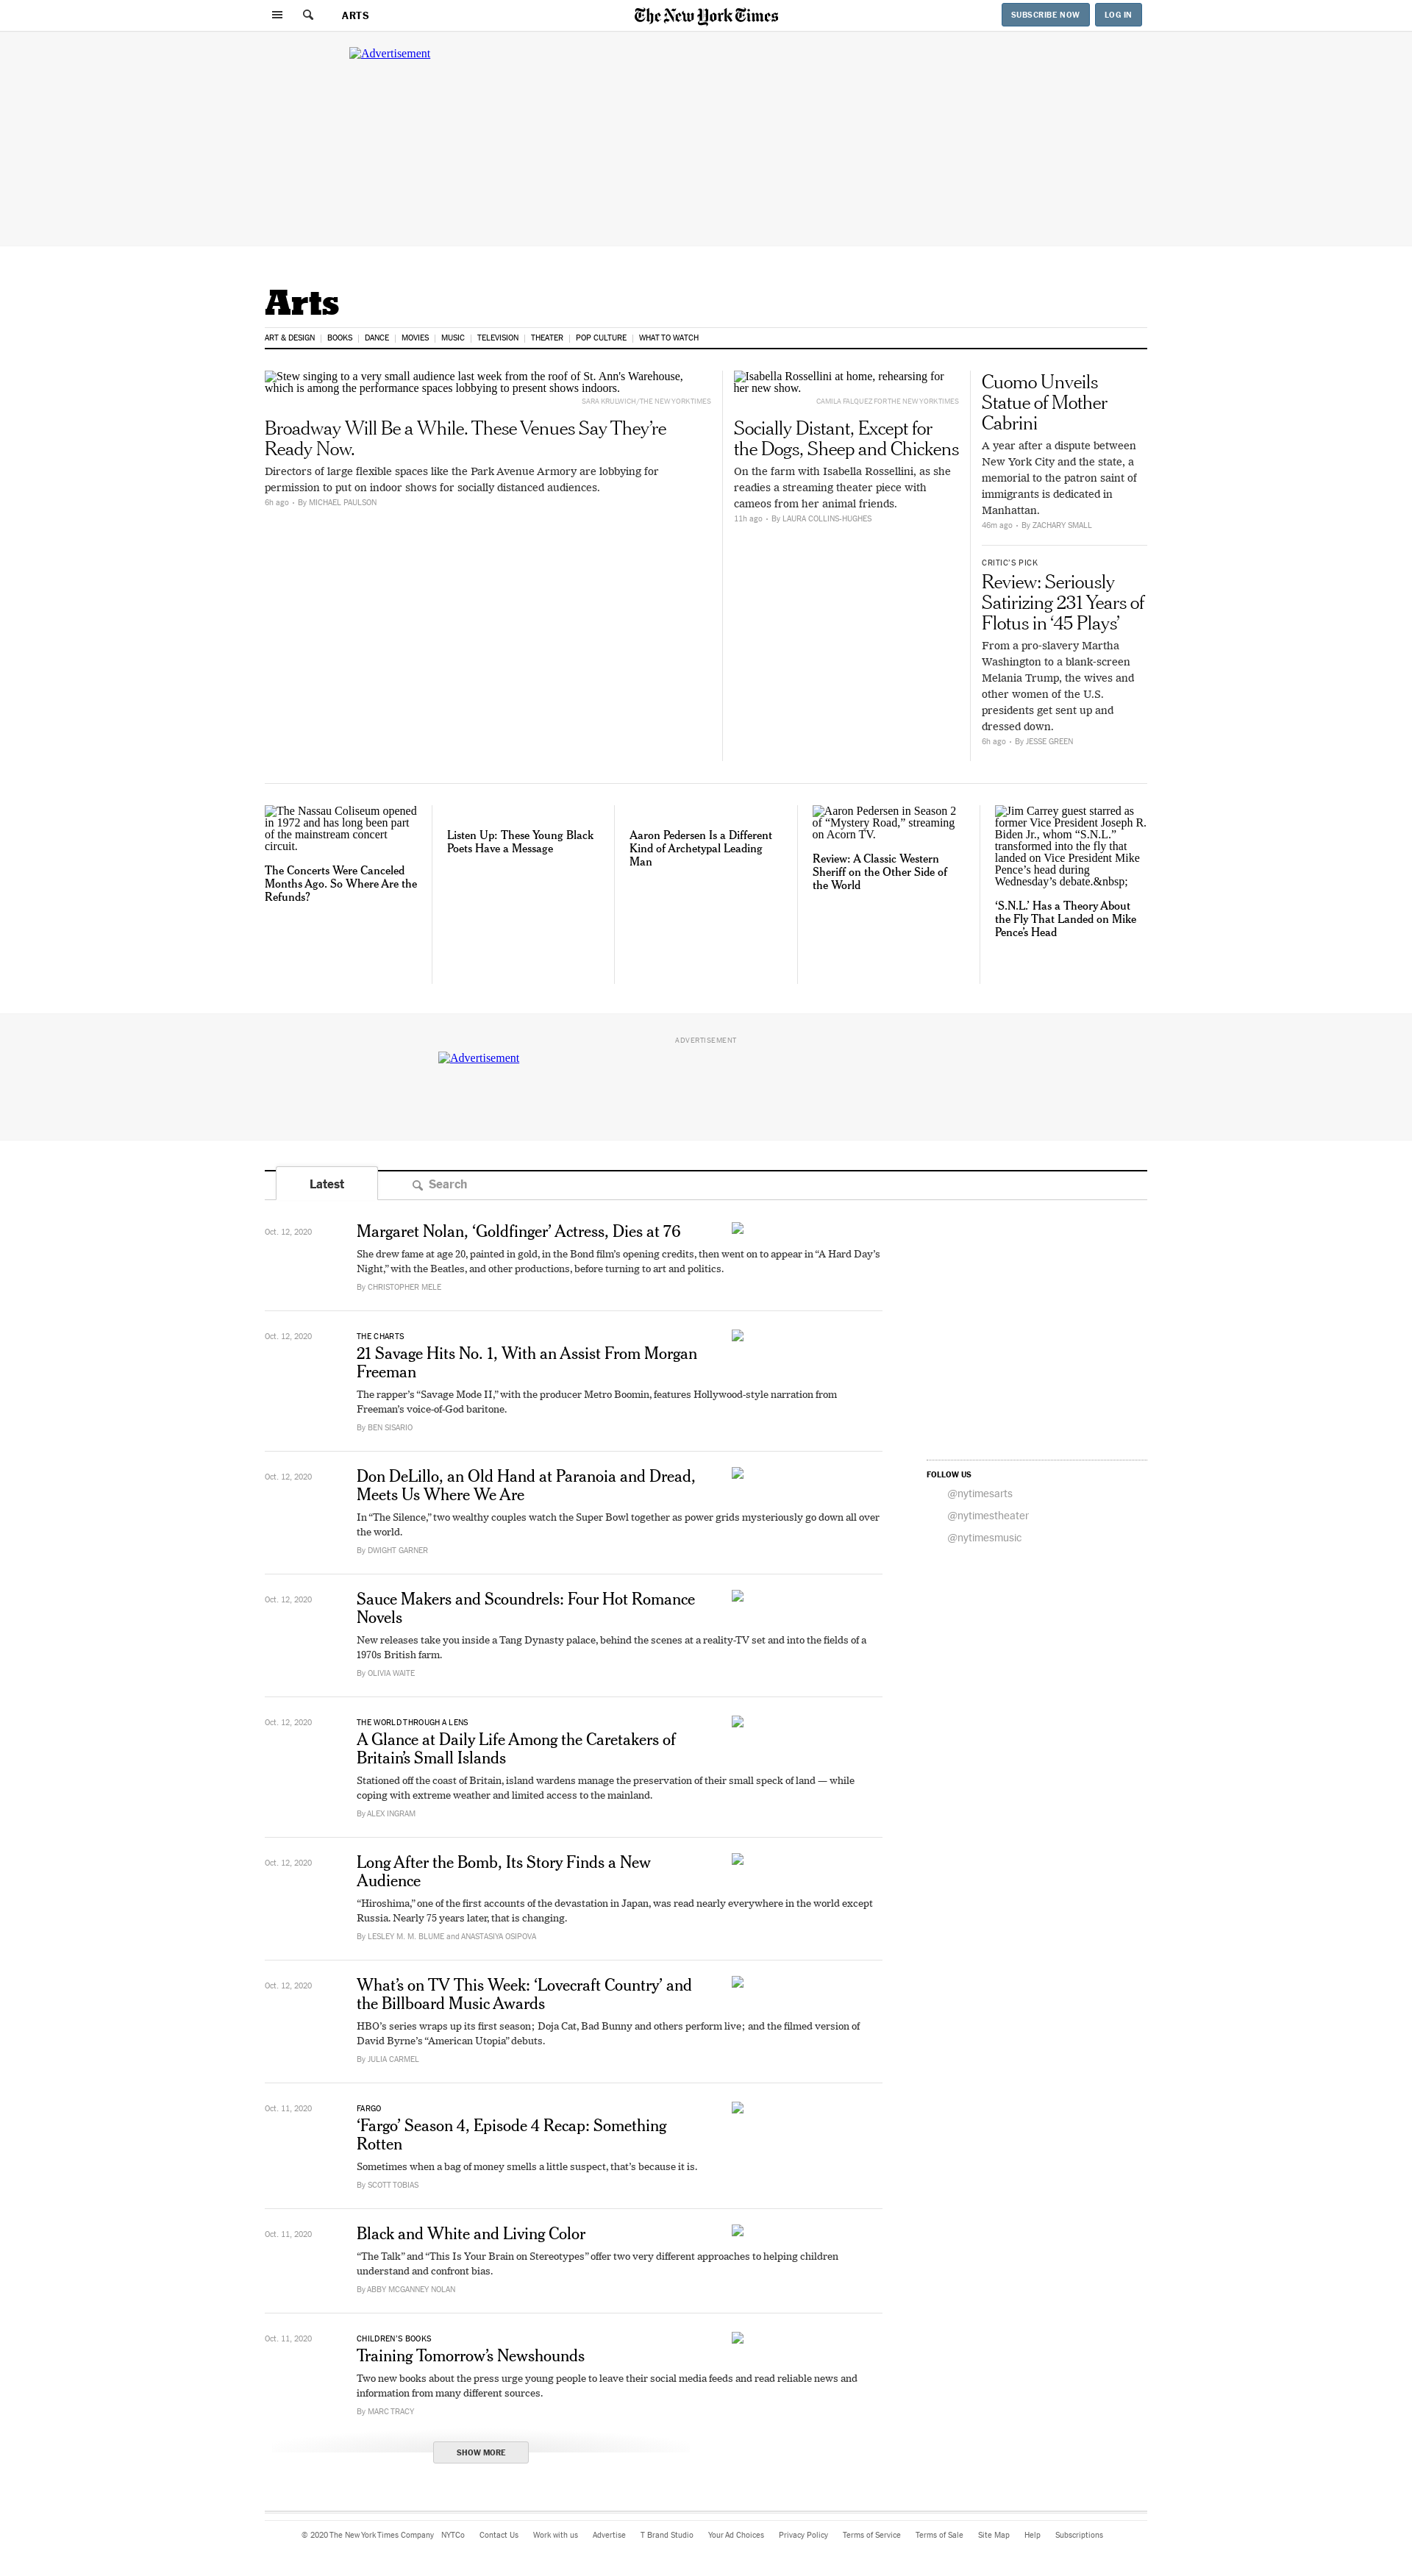 ARTS
The New York Times
SUBSCRIBE NOW
LOG IN
Advertisement
Arts
ART & DESIGN | BOOKS | DANCE | MOVIES | MUSIC | TELEVISION | THEATER | POP CULTURE | WHAT TO WATCH
Stew singing to a very small audience last week from the roof of St. Ann's Warehouse,
which is among the performance spaces lobbying to present shows indoors.
SARA KRULWICH/THE NEW YORK TIMES
Broadway Will Be a While. These Venues Say They’re
Ready Now.
Directors of large flexible spaces like the Park Avenue Armory are lobbying for
permission to put on indoor shows for socially distanced audiences.
6h ago • By MICHAEL PAULSON
Isabella Rossellini at home, rehearsing for
her new show.
CAMILA FALQUEZ FOR THE NEW YORK TIMES
Socially Distant, Except for
the Dogs, Sheep and Chickens
On the farm with Isabella Rossellini, as she
readies a streaming theater piece with
cameos from her animal friends.
11h ago • By LAURA COLLINS-HUGHES
Cuomo Unveils
Statue of Mother
Cabrini
A year after a dispute between
New York City and the state, a
memorial to the patron saint of
immigrants is dedicated in
Manhattan.
46m ago • By ZACHARY SMALL
CRITIC’S PICK
Review: Seriously
Satirizing 231 Years of
Flotus in ‘45 Plays’
From a pro-slavery Martha
Washington to a blank-screen
Melania Trump, the wives and
other women of the U.S.
presidents get sent up and
dressed down.
6h ago • By JESSE GREEN
The Nassau Coliseum opened
in 1972 and has long been part
of the mainstream concert
circuit.
The Concerts Were Canceled
Months Ago. So Where Are the
Refunds?
Listen Up: These Young Black
Poets Have a Message
Aaron Pedersen Is a Different
Kind of Archetypal Leading
Man
Aaron Pedersen in Season 2
of “Mystery Road,” streaming
on Acorn TV.
Review: A Classic Western
Sheriff on the Other Side of
the World
Jim Carrey guest starred as
former Vice President Joseph R.
Biden Jr., whom “S.N.L.”
transformed into the fly that
landed on Vice President Mike
Pence’s head during
Wednesday’s debate.&nbsp;
‘S.N.L.’ Has a Theory About
the Fly That Landed on Mike
Pence’s Head
ADVERTISEMENT
Advertisement
Latest
Search
Oct. 12, 2020
Margaret Nolan, ‘Goldfinger’ Actress, Dies at 76
She drew fame at age 20, painted in gold, in the Bond film’s opening credits, then went on to appear in “A Hard Day’s
Night,” with the Beatles, and other productions, before turning to art and politics.
By CHRISTOPHER MELE
Oct. 12, 2020
THE CHARTS
21 Savage Hits No. 1, With an Assist From Morgan
Freeman
The rapper’s “Savage Mode II,” with the producer Metro Boomin, features Hollywood-style narration from
Freeman’s voice-of-God baritone.
By BEN SISARIO
Oct. 12, 2020
Don DeLillo, an Old Hand at Paranoia and Dread,
Meets Us Where We Are
In “The Silence,” two wealthy couples watch the Super Bowl together as power grids mysteriously go down all over
the world.
By DWIGHT GARNER
FOLLOW US
@nytimesarts
@nytimestheater
@nytimesmusic
Oct. 12, 2020
Sauce Makers and Scoundrels: Four Hot Romance
Novels
New releases take you inside a Tang Dynasty palace, behind the scenes at a reality-TV set and into the fields of a
1970s British farm.
By OLIVIA WAITE
Oct. 12, 2020
THE WORLD THROUGH A LENS
A Glance at Daily Life Among the Caretakers of
Britain’s Small Islands
Stationed off the coast of Britain, island wardens manage the preservation of their small speck of land — while
coping with extreme weather and limited access to the mainland.
By ALEX INGRAM
Oct. 12, 2020
Long After the Bomb, Its Story Finds a New
Audience
“Hiroshima,” one of the first accounts of the devastation in Japan, was read nearly everywhere in the world except
Russia. Nearly 75 years later, that is changing.
By LESLEY M. M. BLUME and ANASTASIYA OSIPOVA
Oct. 12, 2020
What’s on TV This Week: ‘Lovecraft Country’ and
the Billboard Music Awards
HBO’s series wraps up its first season; Doja Cat, Bad Bunny and others perform live; and the filmed version of
David Byrne’s “American Utopia” debuts.
By JULIA CARMEL
Oct. 11, 2020
FARGO
‘Fargo’ Season 4, Episode 4 Recap: Something
Rotten
Sometimes when a bag of money smells a little suspect, that’s because it is.
By SCOTT TOBIAS
Oct. 11, 2020
Black and White and Living Color
“The Talk” and “This Is Your Brain on Stereotypes” offer two very different approaches to helping children
understand and confront bias.
By ABBY MCGANNEY NOLAN
Oct. 11, 2020
CHILDREN’S BOOKS
Training Tomorrow’s Newshounds
Two new books about the press urge young people to leave their social media feeds and read reliable news and
information from many different sources.
By MARC TRACY
SHOW MORE
© 2020 The New York Times Company NYTCo Contact Us Work with us Advertise T Brand Studio Your Ad Choices Privacy Policy Terms of Service Terms of Sale Site Map Help Subscriptions